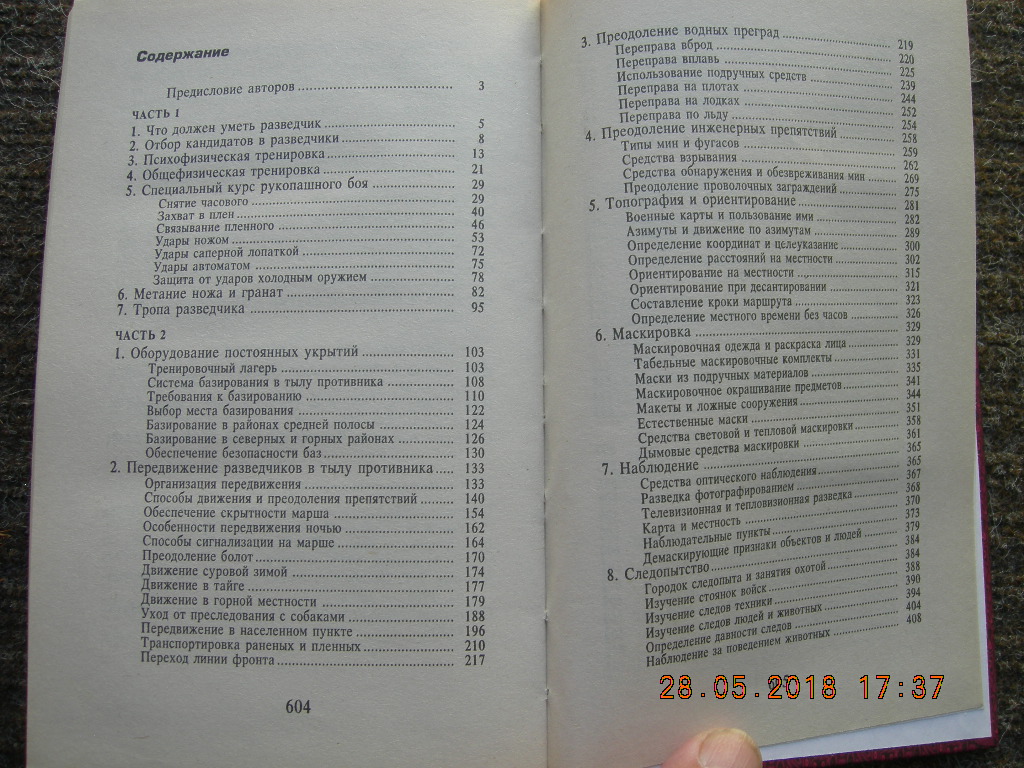 Содержание
Предисловие авторов ........ 3
ЧАСТЬ 1
1. Что должен уметь разведчик ........ 5
2. Отбор кандидатов в разведчики ........ 8
3. Психофизическая тренировка ........ 13
4. Общефизическая тренировка ........ 21
5. Специальный курс рукопашного боя ........ 29
Снятие часового ........ 29
Захват в плен ........ 40
Связывание пленного ........ 46
Удары ножом ........ 53
Удары саперной лопаткой ........ 72
Удары автоматом ........ 75
Защита от ударов холодным оружием ........ 78
6. Метание ножа и гранат ........ 82
7. Тропа разведчика ........ 95
ЧАСТЬ 2
1. Оборудование постоянных укрытий ........ 103
Тренировочный лагерь ........ 103
Система базирования в тылу противника ........ 108
Требования к базированию ........ 110
Выбор места базирования ........ 122
Базирование в районах средней полосы ........ 124
Базирование в северных и горных районах ........ 126
Обеспечение безопасности баз ........ 130
2. Передвижение разведчиков в тылу противника ..... 133
Организация передвижения ........ 133
Способы движения и преодоления препятствий ........ 140
Обеспечение скрытности марша ........ 154
Особенности передвижения ночью ........ 162
Способы сигнализации на марше ........ 164
Преодоление болот ........ 170
Движение суровой зимой ........ 174
Движение в тайге ........ 177
Движение в горной местности ........ 179
Уход от преследования с собаками ........ 188
Передвижение в населенном пункте ........ 196
Транспортировка раненых и пленных ........ 210
Переход линии фронта ........ 217
604
3. Преодоление водных преград ........ 219
Переправа вброд ........ 220
Переправа вплавь ........ 225
Использование подручных средств ........ 239
Переправа на плотах ........ 244
Переправа на лодках ........ 252
Переправа по льду ........ 254
4. Преодоление инженерных препятствий ........ 258
Типы мин и фугасов ........ 259
Средства взрывания ........ 262
Средства обнаружения и обезвреживания мин ..... 269
Преодоление проволочных заграждений ........ 275
5. Топография и ориентирование ........ 281
Военные карты и пользование ими ........ 282
Азимуты и движение по азимутам ........ 289
Определение координат и целеуказание ........ 300
Определение расстояний на местности ........ 302
Ориентирование на местности ........ 315
Ориентирование при десантировании ........ 321
Составление кроки маршрута ........ 323
Определение местного времени без часов ........ 326
6. Маскировка ........ 329
Маскировочная одежда и раскраска лица ........ 329
Табельные маскировочные комплекты ........ 331
Маски из подручных материалов ........ 335
Маскировочное окрашивание предметов ........ 341
Макеты и ложные сооружения ........ 344
Естественные маски ........ 351
Средства световой и тепловой маскировки ........ 358
Дымовые средства маскировки ........ 361
7. Наблюдение ........ 365
Средства оптического наблюдения ........ 365
Разведка фотографированием ........ 367
Телевизионная и тепловизионная разведка ........ 368
Карта и местность ........ 370
Наблюдательные пункты ........ 373
Демаскирующие признаки объектов и людей ........ 379
8. Следопытство ........ 384
Городок следопыта и занятия охотой ........ 384
Изучение стоянок войск ........ 388
Изучение следов техники ........ 390
Изучение следов людей и животных ........ 394
Определение давности следов ........ 404
Наблюдение за поведением животных ........ 408
28.05.2018 17:37